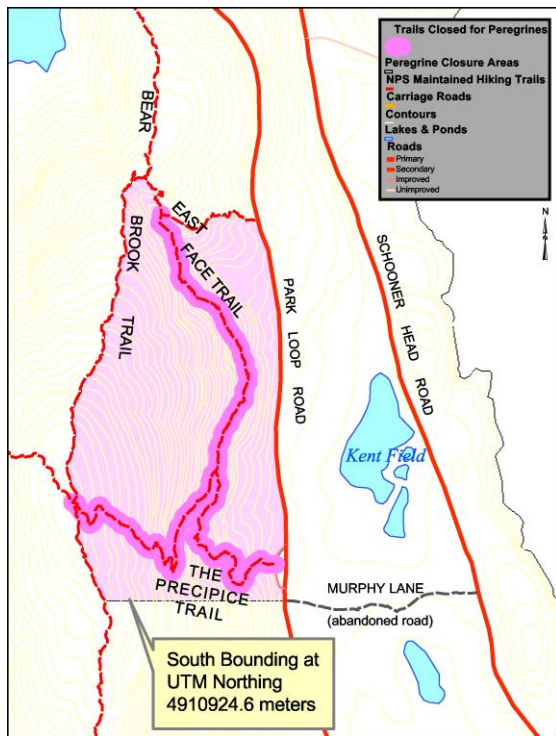 Trails Closed for Peregrines
Peregrine Closure Areas
NPS Maintained Hiking Trails
Carriage Roads
Contours
Lakes & Ponds
Roads
Primary
Secondary
Improved
Unimproved
N
BEAR
BROOK
TRAIL
EAST
FACE TRAIL
PARK
LOOP
ROAD
SCHOONER
HEAD
ROAD
Kent Field
THE
PRECIPICE
TRAIL
MURPHY LANE
(abandoned road)
South Bounding at
UTM Northing
4910924.6 meters